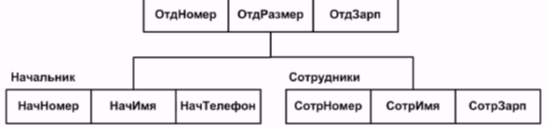 ОтдНомер ОтдРазмер ОтдЗарп
Начальник Сотрудники
НачНомер НачИмя НачТелефон СотрНомер СотрИмя СотрЗарп